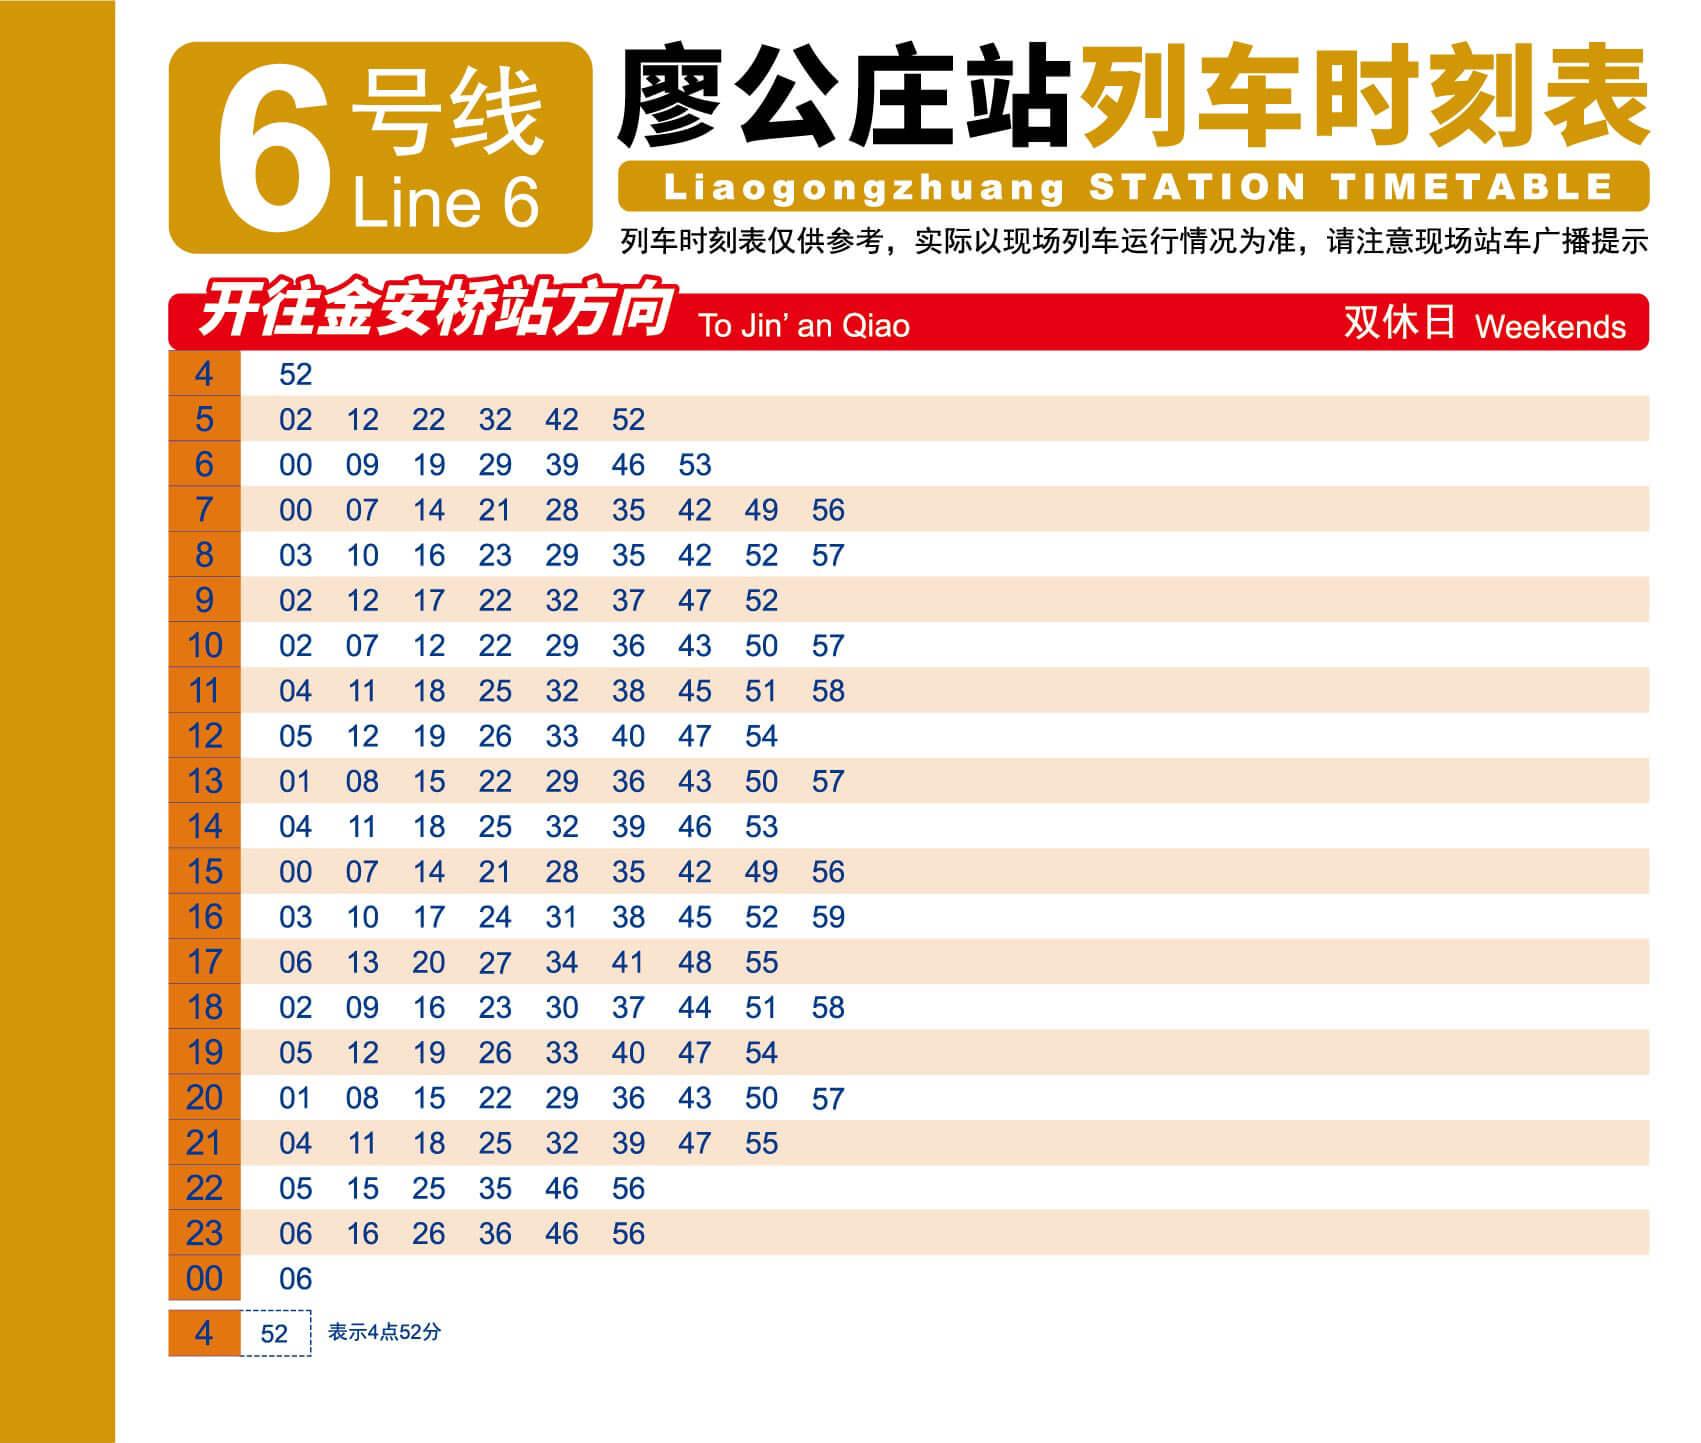 6号线
Line 6
廖公庄站列车时刻表
Liaogongzhuang STATION TIMETABLE
列车时刻表仅供参考，实际以现场列车运行情况为准，请注意现场站车广播提示
开往金安桥站方向 To Jin’ an Qiao 双休日 Weekends
4 52
5 02 12 22 32 42 52
6 00 09 19 29 39 46 53
7 00 07 14 21 28 35 42 49 56
8 03 10 16 23 29 35 42 52 57
9 02 12 17 22 32 37 47 52
10 02 07 12 22 29 36 43 50 57
11 04 11 18 25 32 38 45 51 58
12 05 12 19 26 33 40 47 54
13 01 08 15 22 29 36 43 50 57
14 04 11 18 25 32 39 46 53
15 00 07 14 21 28 35 42 49 56
16 03 10 17 24 31 38 45 52 59
17 06 13 20 27 34 41 48 55
18 02 09 16 23 30 37 44 51 58
19 05 12 19 26 33 40 47 54
20 01 08 15 22 29 36 43 50 57
21 04 11 18 25 32 39 47 55
22 05 15 25 35 46 56
23 06 16 26 36 46 56
00 06
4 52 表示4点52分